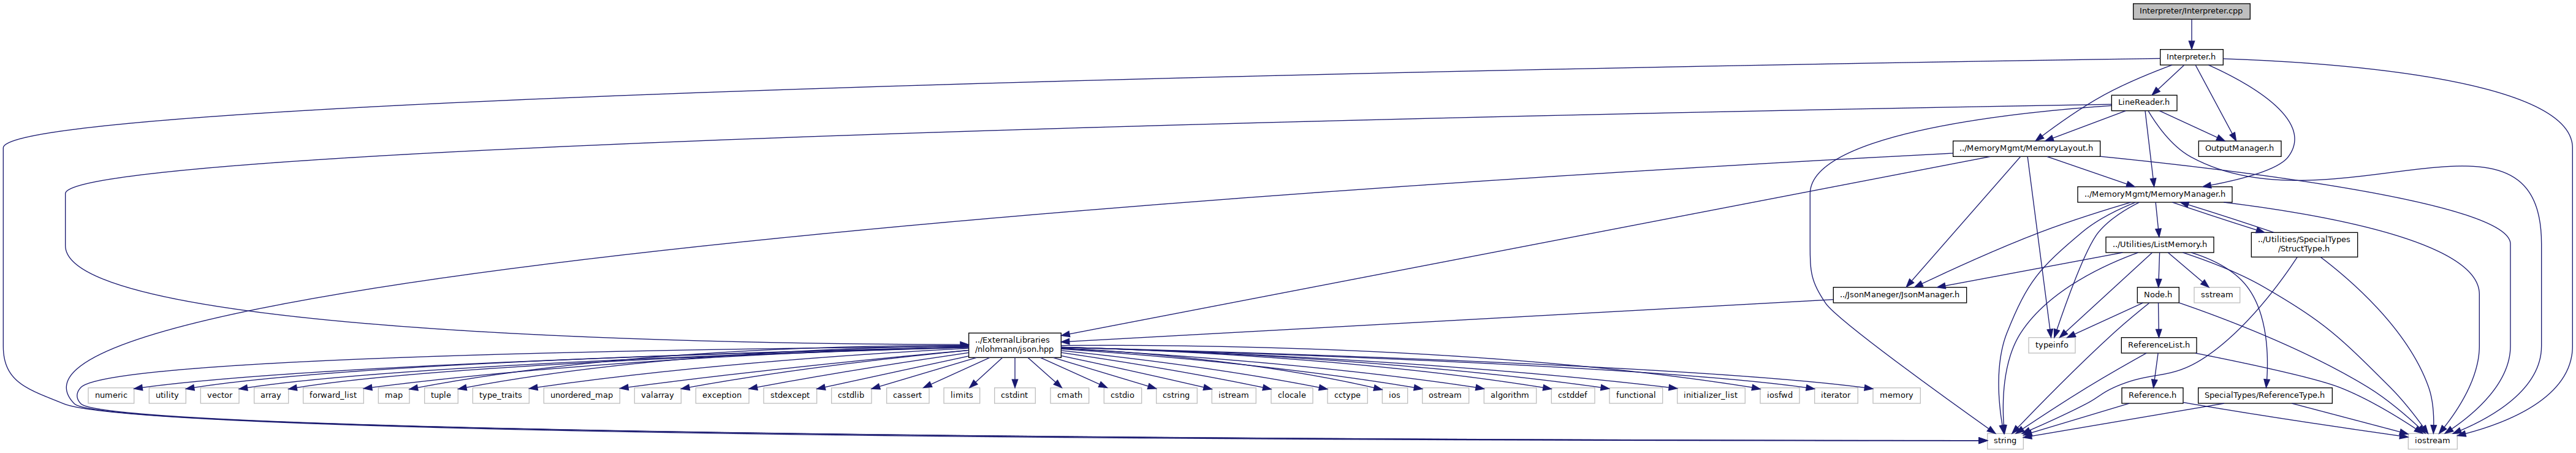 Interpreter/Interpreter.cpp
Interpreter.h
LineReader.h
../MemoryMgmt/MemoryLayout.h
OutputManager.h
../MemoryMgmt/MemoryManager.h
../Utilities/ListMemory.h
../Utilities/SpecialTypes
/StructType.h
../JsonManeger/JsonManager.h
Node.h
sstream
../ExternalLibraries
/nlohmann/json.hpp
typeinfo
ReferenceList.h
numeric
utility
vector
array
forward_list
map
tuple
type_traits
unordered_map
valarray
exception
stdexcept
cstdlib
cassert
limits
cstdint
cmath
cstdio
cstring
istream
clocale
cctype
ios
ostream
algorithm
cstddef
functional
initializer_list
iosfwd
iterator
memory
Reference.h
SpecialTypes/ReferenceType.h
string
iostream